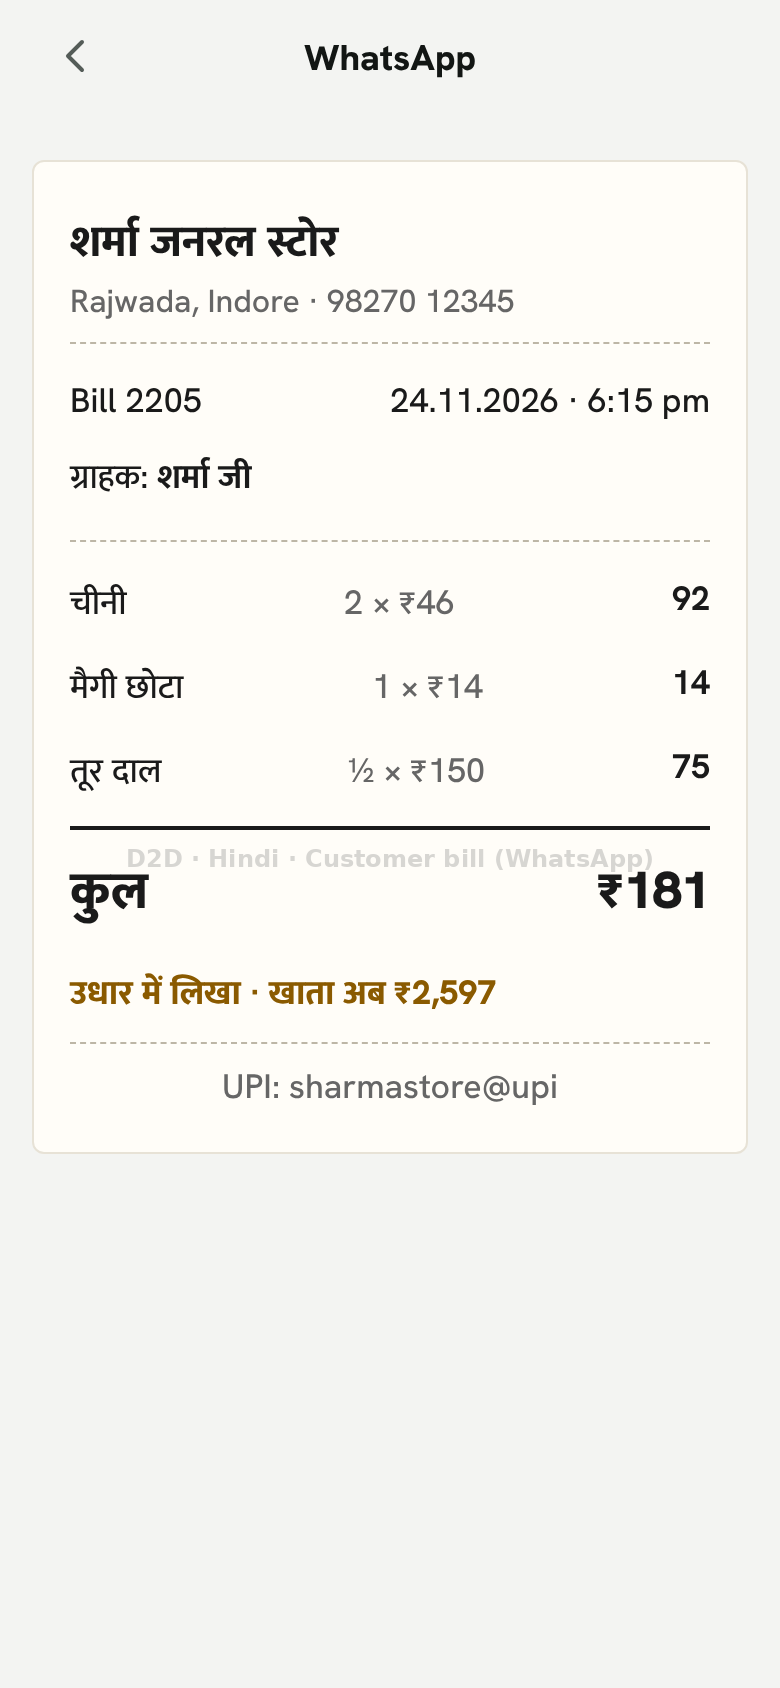 WhatsApp
शर्मा जनरल स्टोर
Rajwada, Indore · 98270 12345
Bill 2205 24.11.2026 · 6:15 pm
ग्राहक: शर्मा जी
चीनी 2 × ₹46 92
मैगी छोटा 1 × ₹14 14
तूर दाल ½ × ₹150 75
D2D · Hindi · Customer bill (WhatsApp)
कुल ₹181
उधार में लिखा · खाता अब ₹2,597
UPI: sharmastore@upi